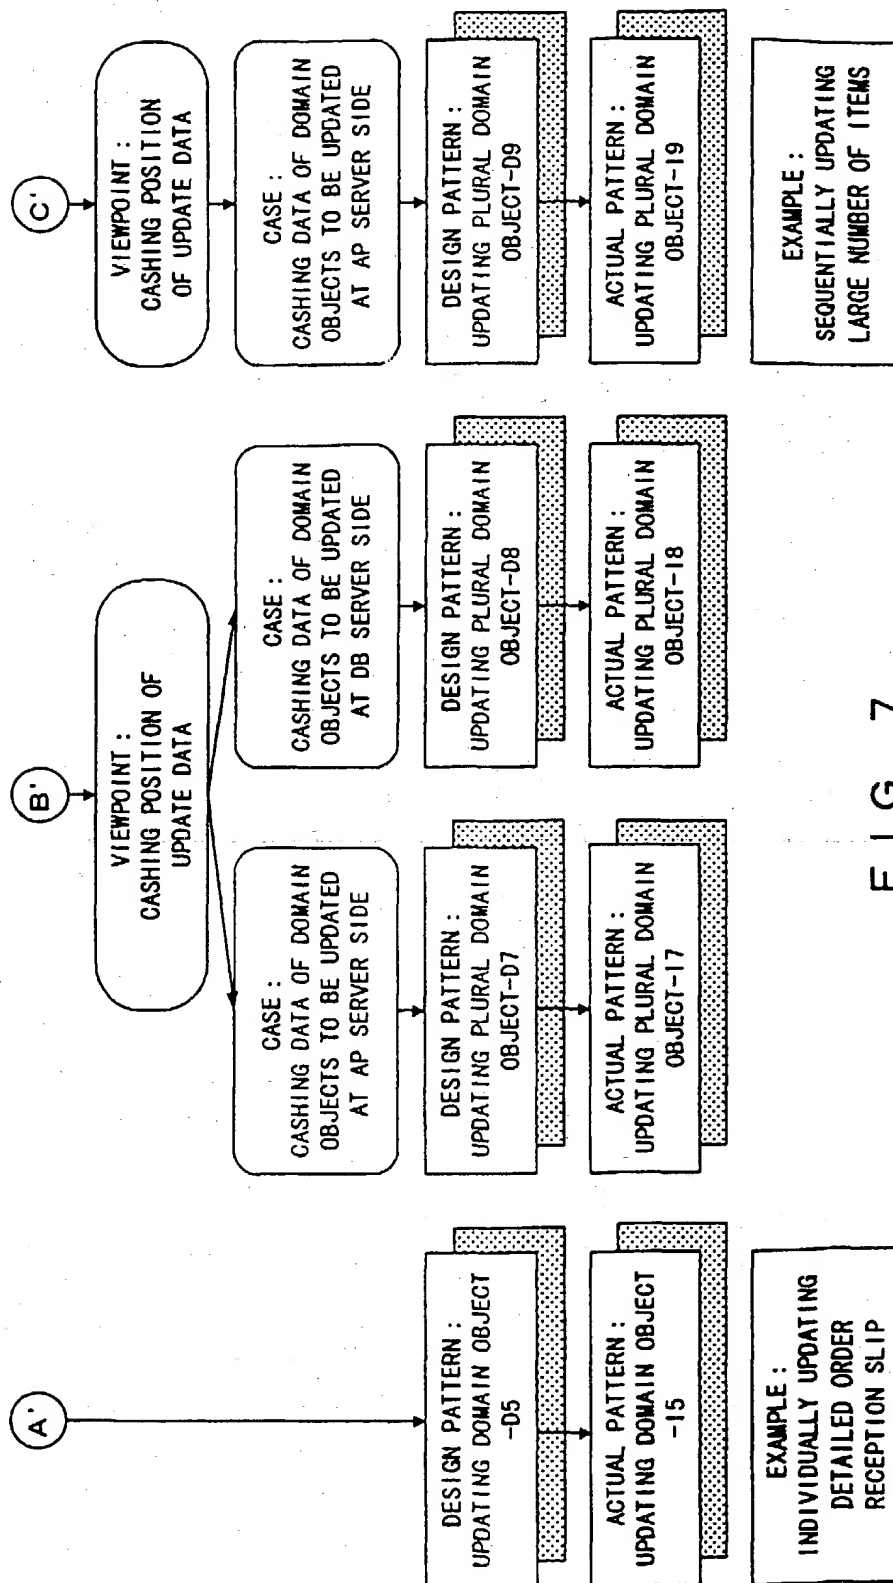 A'
DESIGN PATTERN :
UPDATING DOMAIN OBJECT
-D5
ACTUAL PATTERN :
UPDATING DOMAIN OBJECT
-I5
EXAMPLE :
INDIVIDUALLY UPDATING
DETAILED ORDER
RECEPTION SLIP
B'
VIEWPOINT :
CASHING POSITION OF
UPDATE DATA
CASE :
CASHING DATA OF DOMAIN
OBJECTS TO BE UPDATED
AT AP SERVER SIDE
DESIGN PATTERN :
UPDATING PLURAL DOMAIN
OBJECT-D7
ACTUAL PATTERN :
UPDATING PLURAL DOMAIN
OBJECT-I7
CASE :
CASHING DATA OF DOMAIN
OBJECTS TO BE UPDATED
AT DB SERVER SIDE
DESIGN PATTERN :
UPDATING PLURAL DOMAIN
OBJECT-D8
ACTUAL PATTERN :
UPDATING PLURAL DOMAIN
OBJECT-I8
C'
VIEWPOINT :
CASHING POSITION
OF UPDATE DATA
CASE :
CASHING DATA OF DOMAIN
OBJECTS TO BE UPDATED
AT AP SERVER SIDE
DESIGN PATTERN :
UPDATING PLURAL DOMAIN
OBJECT-D9
ACTUAL PATTERN :
UPDATING PLURAL DOMAIN
OBJECT-I9
EXAMPLE :
SEQUENTIALLY UPDATING
LARGE NUMBER OF ITEMS
FIG. 7